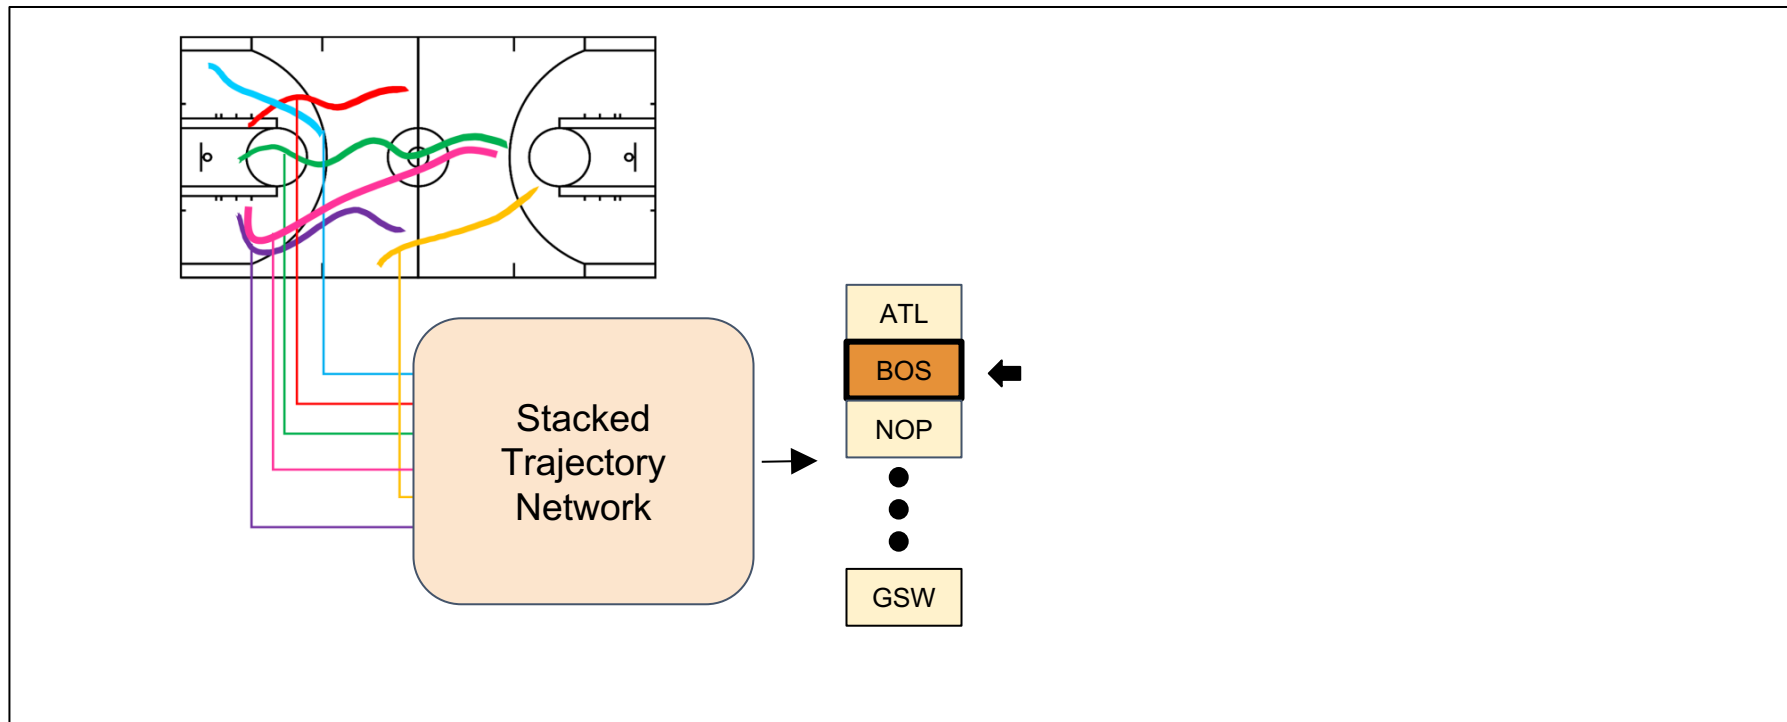 ATL
BOS
NOP
Stacked
Trajectory
Network
GSW